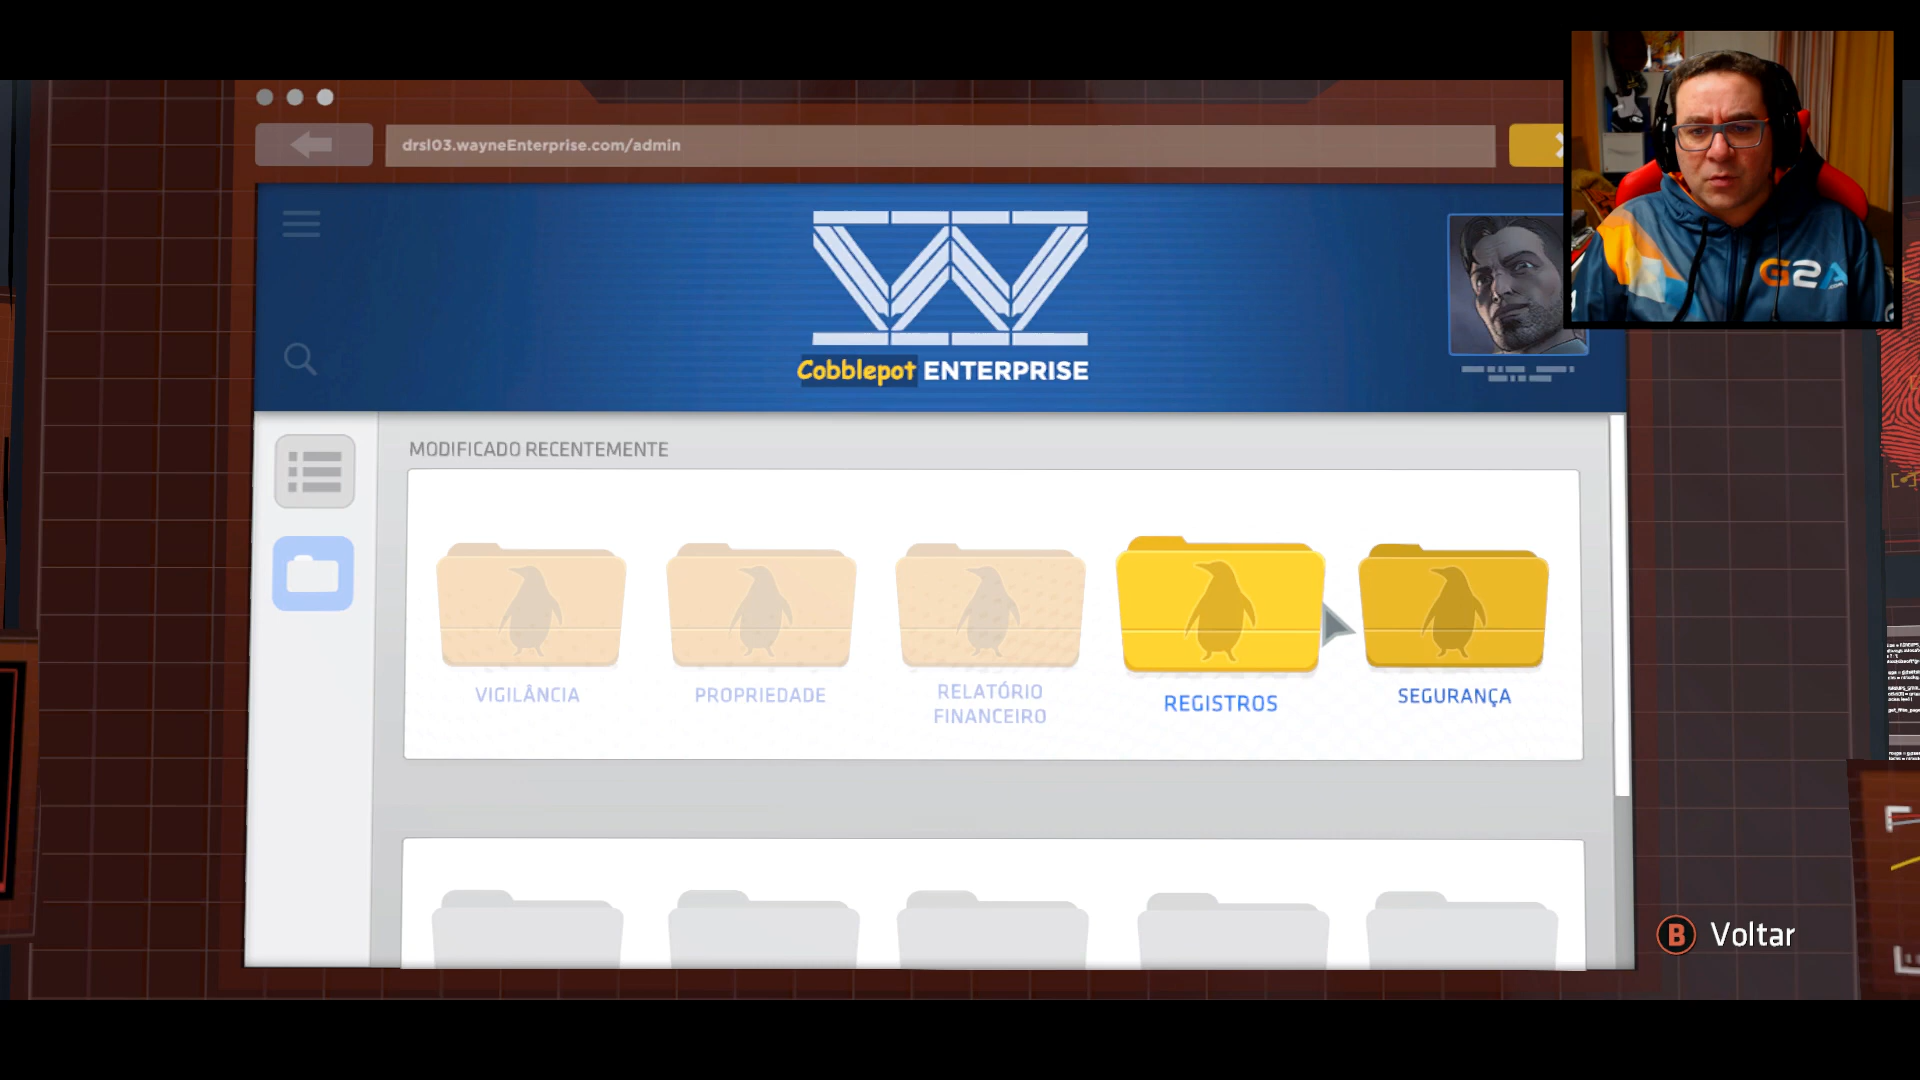 drsl03.wayneEnterprise.com/admin
Cobblepot ENTERPRISE
MODIFICADO RECENTEMENTE
VIGILÂNCIA
PROPRIEDADE
RELATÓRIO
FINANCEIRO
REGISTROS
SEGURANÇA
B Voltar
G2A